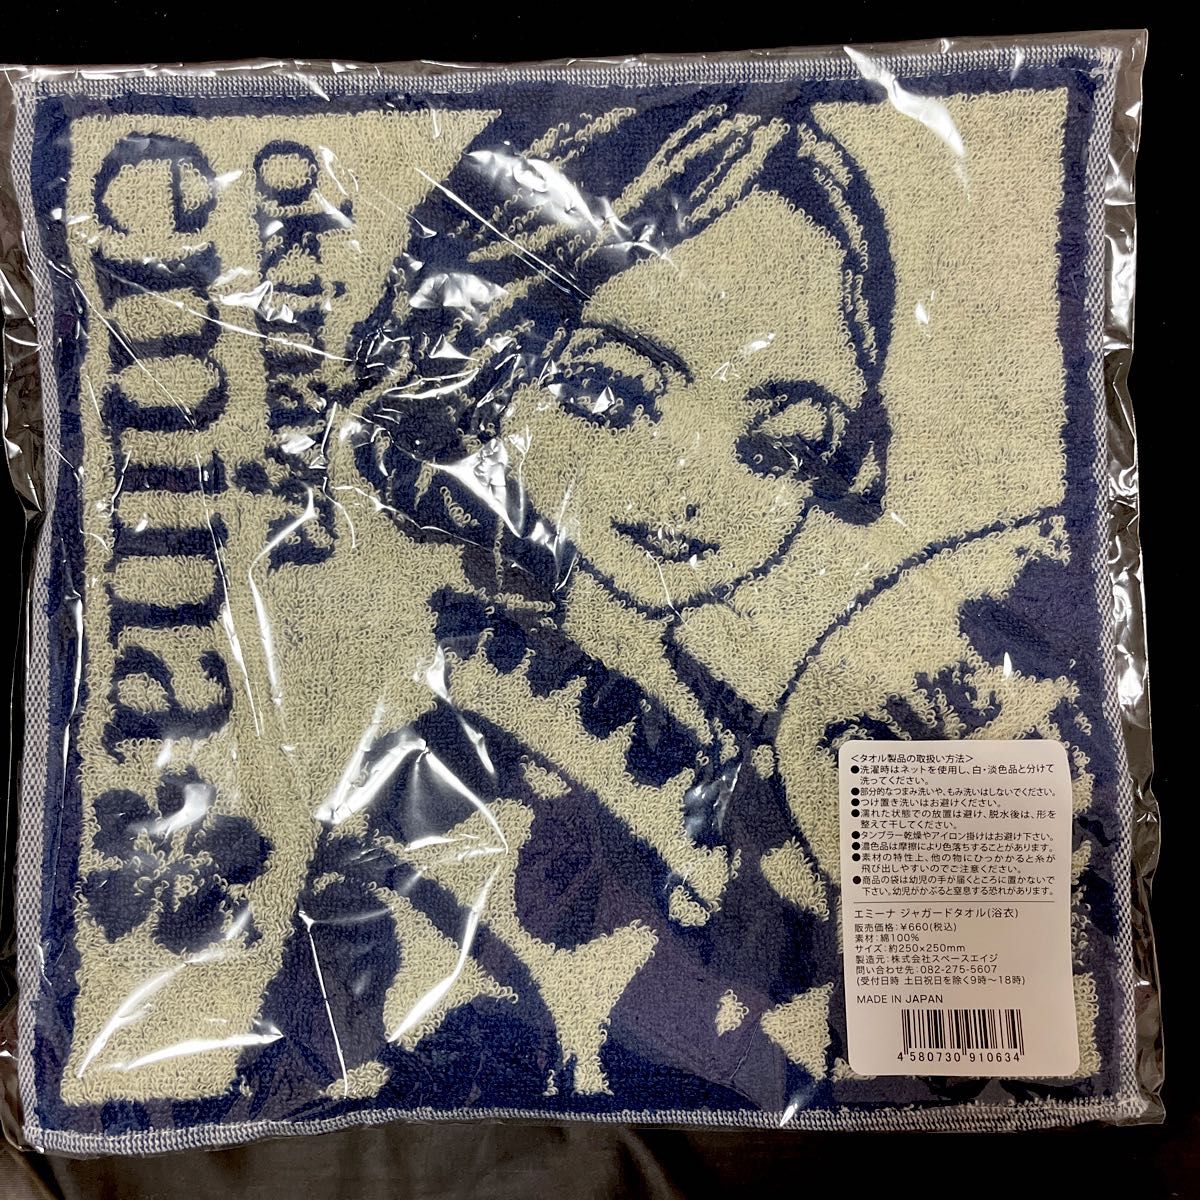 emina
<タオル製品の取扱い方法>
●洗濯時はネットを使用し、白・淡色品と分けて
洗ってください。
●部分的なつまみ洗いや、もみ洗いはしないでください。
●つけ置き洗いはお避けください。
●濡れた状態での放置は避け、脱水後は、形を
整えて干してください。
●タンブラー乾燥やアイロン掛けはお避け下さい。
●濃色品は摩擦により色落ちすることがあります。
●素材の特性上、他の物にひっかかると糸が
飛び出しやすいのでご注意ください。
●商品の袋は幼児の手が届くところに置かないで
下さい。幼児がかぶると窒息する恐れがあります。
エミーナ ジャガードタオル(浴衣)
販売価格:¥660(税込)
素材:綿100%
サイズ:約250×250mm
製造元:株式会社スペースエイジ
問い合わせ先:082-275-5607
(受付日時 土日祝日を除く9時~18時)
MADE IN JAPAN
4 580730 910634